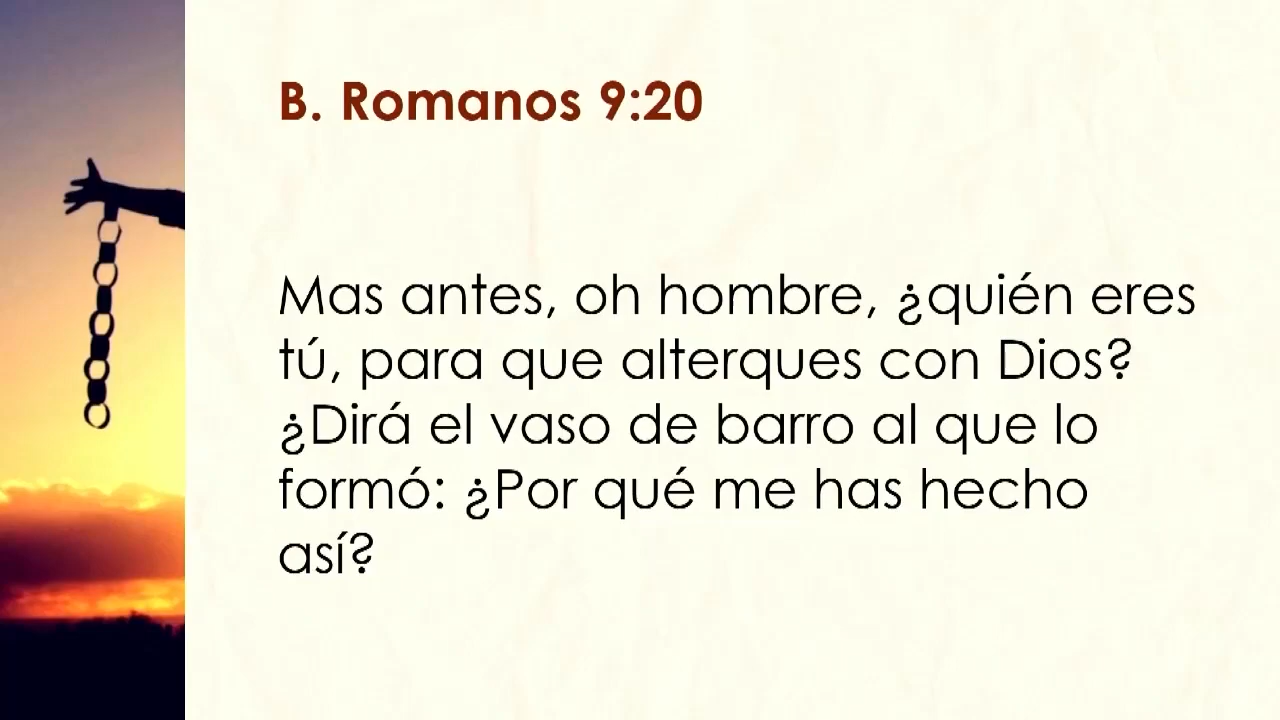 B. Romanos 9:20
Mas antes, oh hombre, ¿quién eres
tú, para que alterques con Dios?
¿Dirá el vaso de barro al que lo
formó: ¿Por qué me has hecho
así?